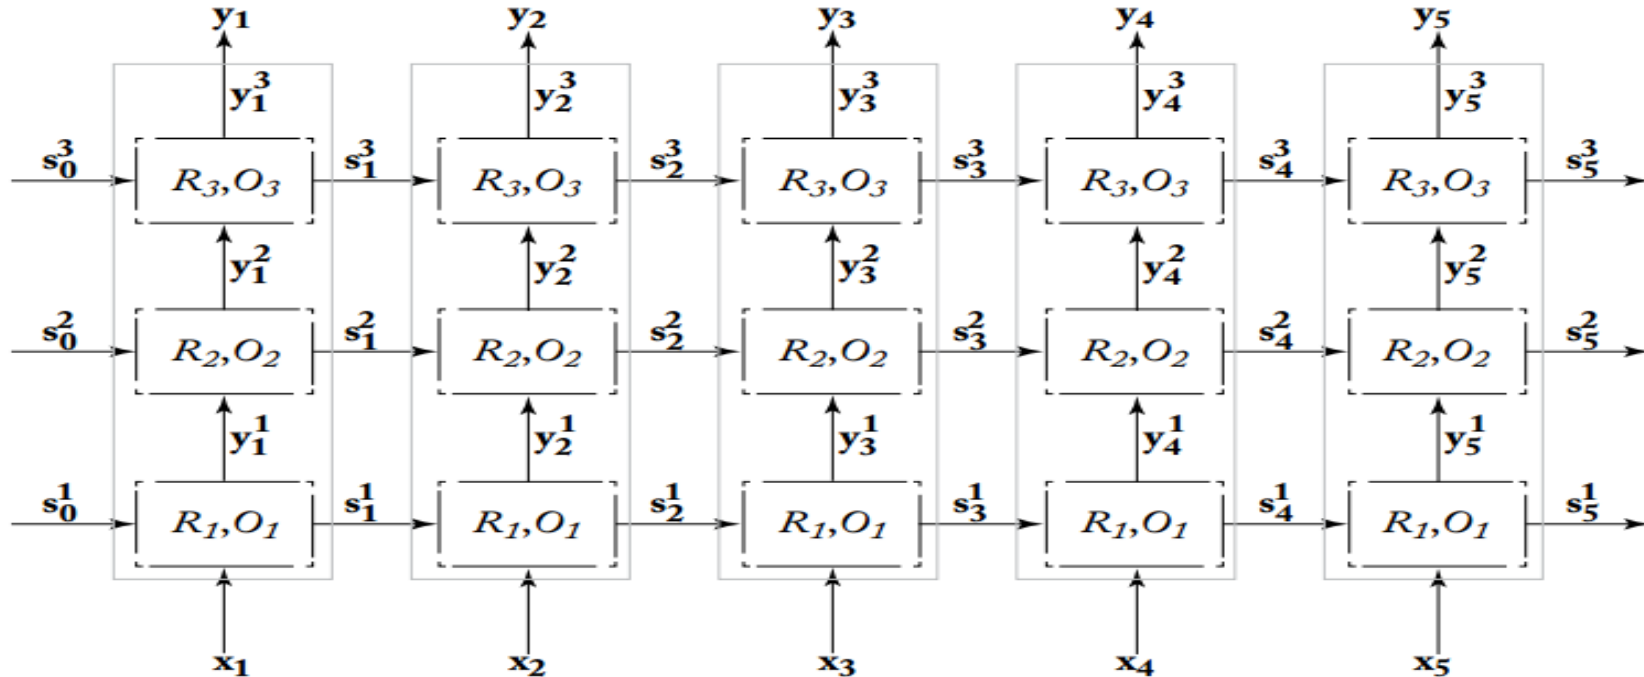 y₁ y₂ y₃ y₄ y₅
y₁³ y₂³ y₃³ y₄³ y₅³
s₀³ s₁³ s₂³ s₃³ s₄³ s₅³
R₃,O₃ R₃,O₃ R₃,O₃ R₃,O₃ R₃,O₃
y₁² y₂² y₃² y₄² y₅²
s₀² s₁² s₂² s₃² s₄² s₅²
R₂,O₂ R₂,O₂ R₂,O₂ R₂,O₂ R₂,O₂
y₁¹ y₂¹ y₃¹ y₄¹ y₅¹
s₀¹ s₁¹ s₂¹ s₃¹ s₄¹ s₅¹
R₁,O₁ R₁,O₁ R₁,O₁ R₁,O₁ R₁,O₁
x₁ x₂ x₃ x₄ x₅